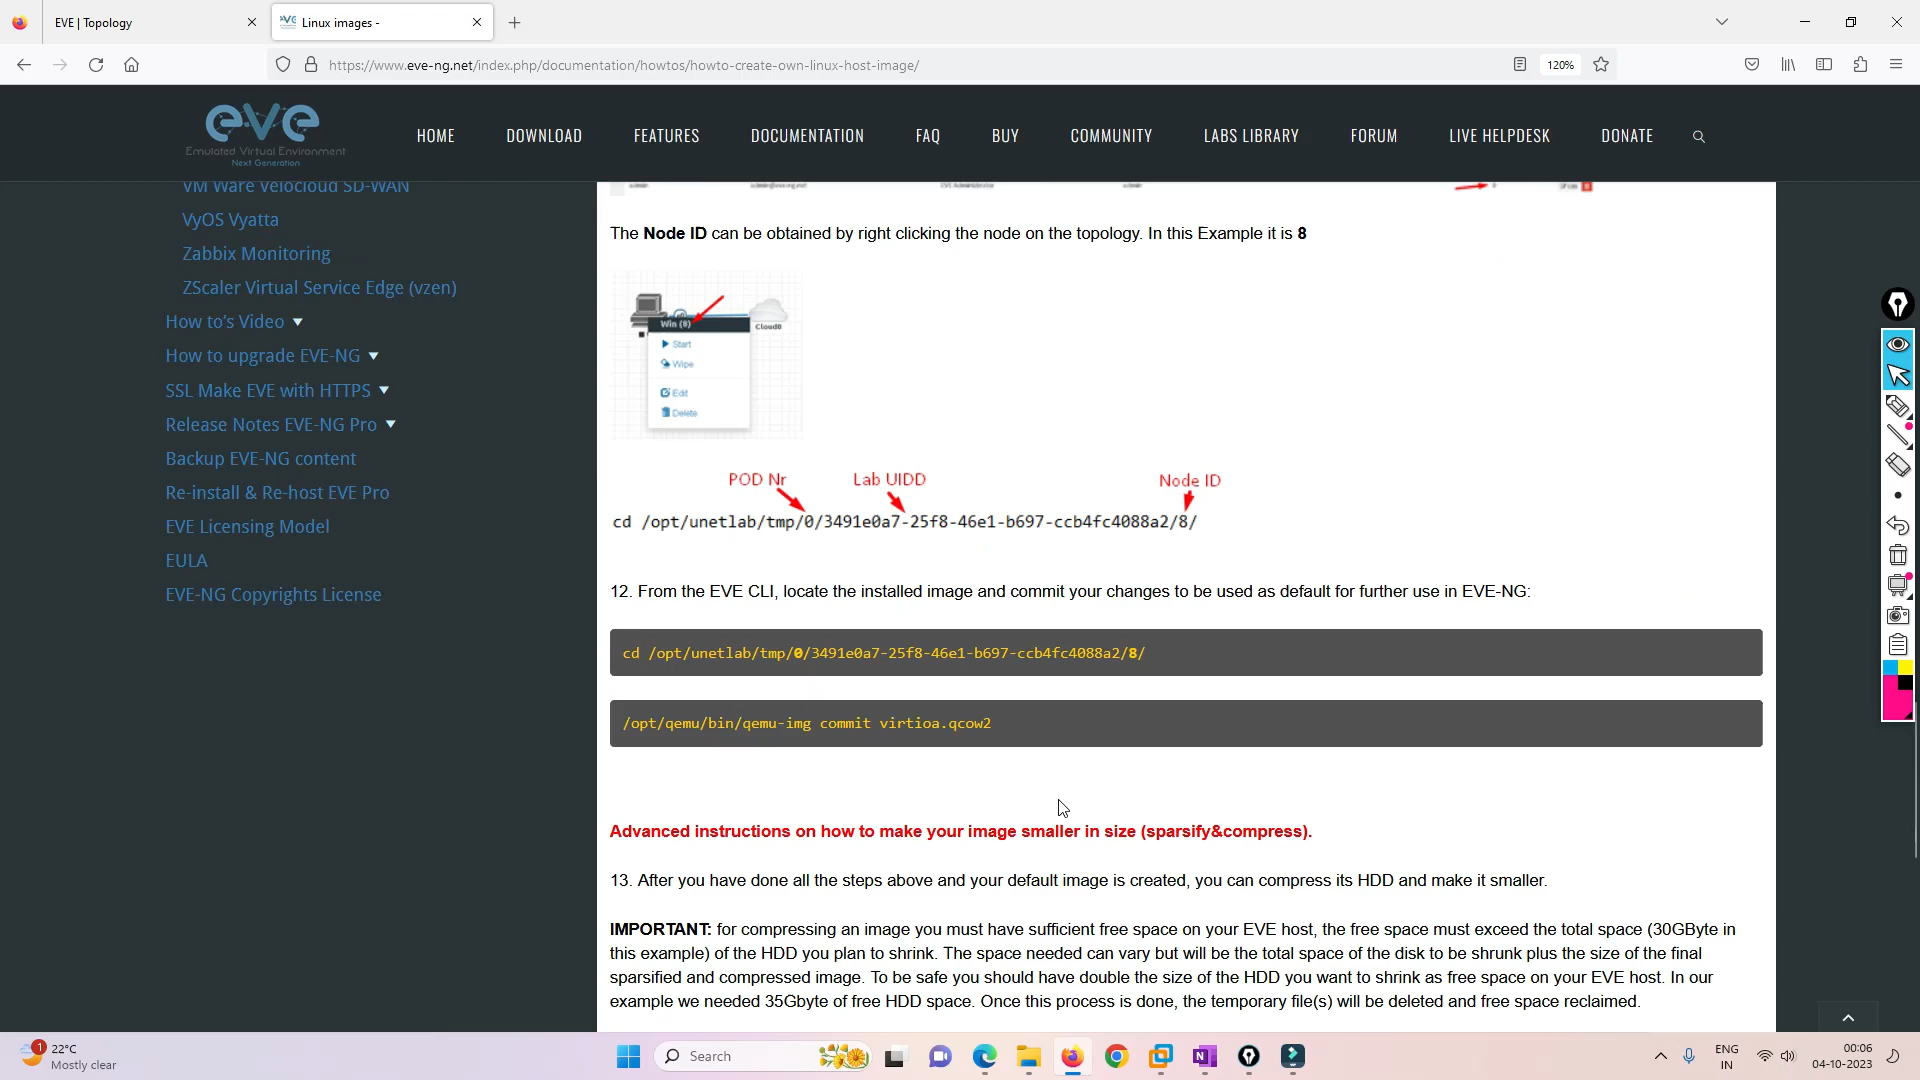 EVE | Topology
Linux images -
https://www.eve-ng.net/index.php/documentation/howtos/howto-create-own-linux-host-image/
120%
eve
Emulated Virtual Environment
Next Generation
HOME
DOWNLOAD
FEATURES
DOCUMENTATION
FAQ
BUY
COMMUNITY
LABS LIBRARY
FORUM
LIVE HELPDESK
DONATE
VM Ware Velocloud SD-WAN
VyOS Vyatta
Zabbix Monitoring
ZScaler Virtual Service Edge (vzen)
How to's Video
How to upgrade EVE-NG
SSL Make EVE with HTTPS
Release Notes EVE-NG Pro
Backup EVE-NG content
Re-install & Re-host EVE Pro
EVE Licensing Model
EULA
EVE-NG Copyrights License
The Node ID can be obtained by right clicking the node on the topology. In this Example it is 8
Win (8)
Cloud0
Start
Wipe
Edit
Delete
POD Nr
Lab UIDD
Node ID
cd /opt/unetlab/tmp/0/3491e0a7-25f8-46e1-b697-ccb4fc4088a2/8/
12. From the EVE CLI, locate the installed image and commit your changes to be used as default for further use in EVE-NG:
cd /opt/unetlab/tmp/0/3491e0a7-25f8-46e1-b697-ccb4fc4088a2/8/
/opt/qemu/bin/qemu-img commit virtioa.qcow2
Advanced instructions on how to make your image smaller in size (sparsify&compress).
13. After you have done all the steps above and your default image is created, you can compress its HDD and make it smaller.
IMPORTANT: for compressing an image you must have sufficient free space on your EVE host, the free space must exceed the total space (30GByte in
this example) of the HDD you plan to shrink. The space needed can vary but will be the total space of the disk to be shrunk plus the size of the final
sparsified and compressed image. To be safe you should have double the size of the HDD you want to shrink as free space on your EVE host. In our
example we needed 35Gbyte of free HDD space. Once this process is done, the temporary file(s) will be deleted and free space reclaimed.
1
22°C
Mostly clear
Search
ENG
IN
00:06
04-10-2023